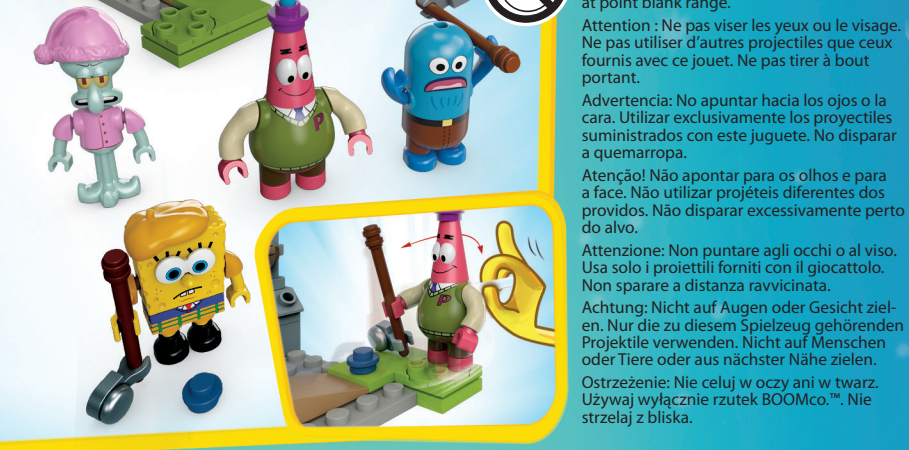 at point blank range.
Attention : Ne pas viser les yeux ou le visage.
Ne pas utiliser d'autres projectiles que ceux
fournis avec ce jouet. Ne pas tirer à bout
portant.
Advertencia: No apuntar hacia los ojos o la
cara. Utilizar exclusivamente los proyectiles
suministrados con este juguete. No disparar
a quemarropa.
Atenção! Não apontar para os olhos e para
a face. Não utilizar projéteis diferentes dos
providos. Não disparar excessivamente perto
do alvo.
Attenzione: Non puntare agli occhi o al viso.
Usa solo i proiettili forniti con il giocattolo.
Non sparare a distanza ravvicinata.
Achtung: Nicht auf Augen oder Gesicht ziel-
en. Nur die zu diesem Spielzeug gehörenden
Projektile verwenden. Nicht auf Menschen
oder Tiere oder aus nächster Nähe zielen.
Ostrzeżenie: Nie celuj w oczy ani w twarz.
Używaj wyłącznie rzutek BOOMco.™. Nie
strzelaj z bliska.
P
P